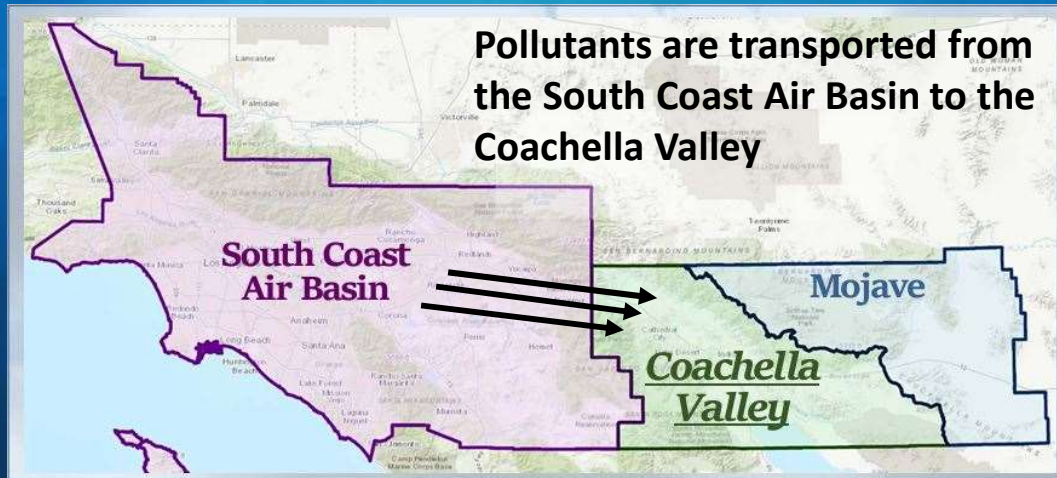 Pollutants are transported from
the South Coast Air Basin to the
Coachella Valley
Lancaster
Palmdale
Victorville
Santa
Clarita
Thousand
Oaks
Twentynine
Palms
SAN BERNARDINO MOUNTAINS
Rancho
Cucamonga
Highland
Redlands
Yucaipa
South Coast
Air Basin
Mojave
Corona
Anaheim
Redondo
Beach
Long Beach
Santa Ana
Huntington
Beach
Perris
Hemet
Cathedral
City
Coachella
Valley
Lake Forest
Mission
Viejo
Rancho Santa
Margarita
Laguna
Niguel
Murrieta
Camp Pendleton
Marine Corps Base